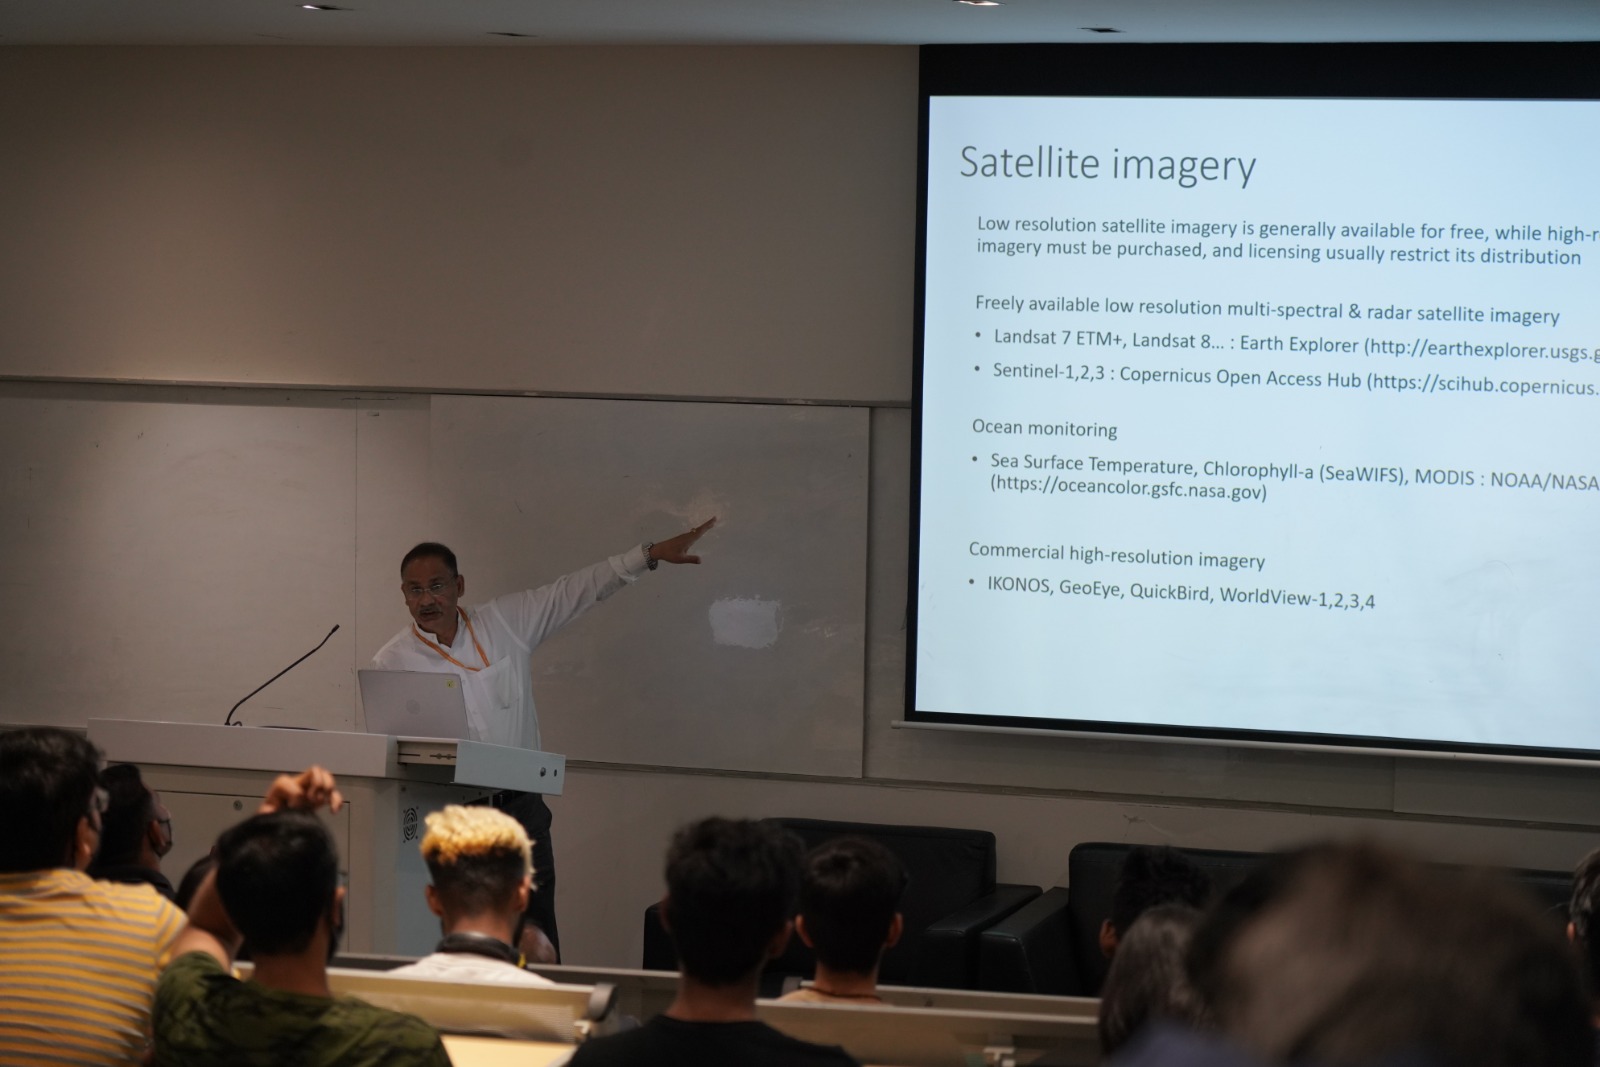 Satellite imagery
Low resolution satellite imagery is generally available for free, while high-r
imagery must be purchased, and licensing usually restrict its distribution
Freely available low resolution multi-spectral & radar satellite imagery
• Landsat 7 ETM+, Landsat 8... : Earth Explorer (http://earthexplorer.usgs.g
• Sentinel-1,2,3 : Copernicus Open Access Hub (https://scihub.copernicus.
Ocean monitoring
• Sea Surface Temperature, Chlorophyll-a (SeaWIFS), MODIS : NOAA/NASA
(https://oceancolor.gsfc.nasa.gov)
Commercial high-resolution imagery
• IKONOS, GeoEye, QuickBird, WorldView-1,2,3,4